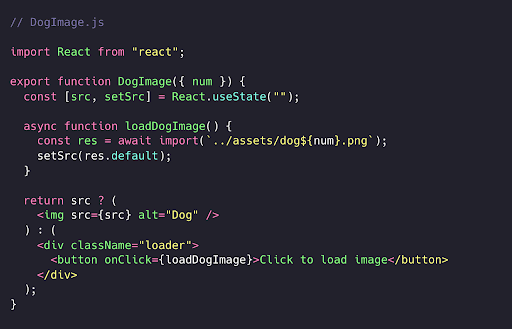 // DogImage.js
import React from "react";
export function DogImage({ num }) {
const [src, setSrc] = React.useState("");
async function loadDogImage() {
const res = await import(`../assets/dog${num}.png`);
setSrc(res.default);
}
return src ? (
<img src={src} alt="Dog" />
) : (
<div className="loader">
<button onClick={loadDogImage}>Click to load image</button>
</div>
);
}